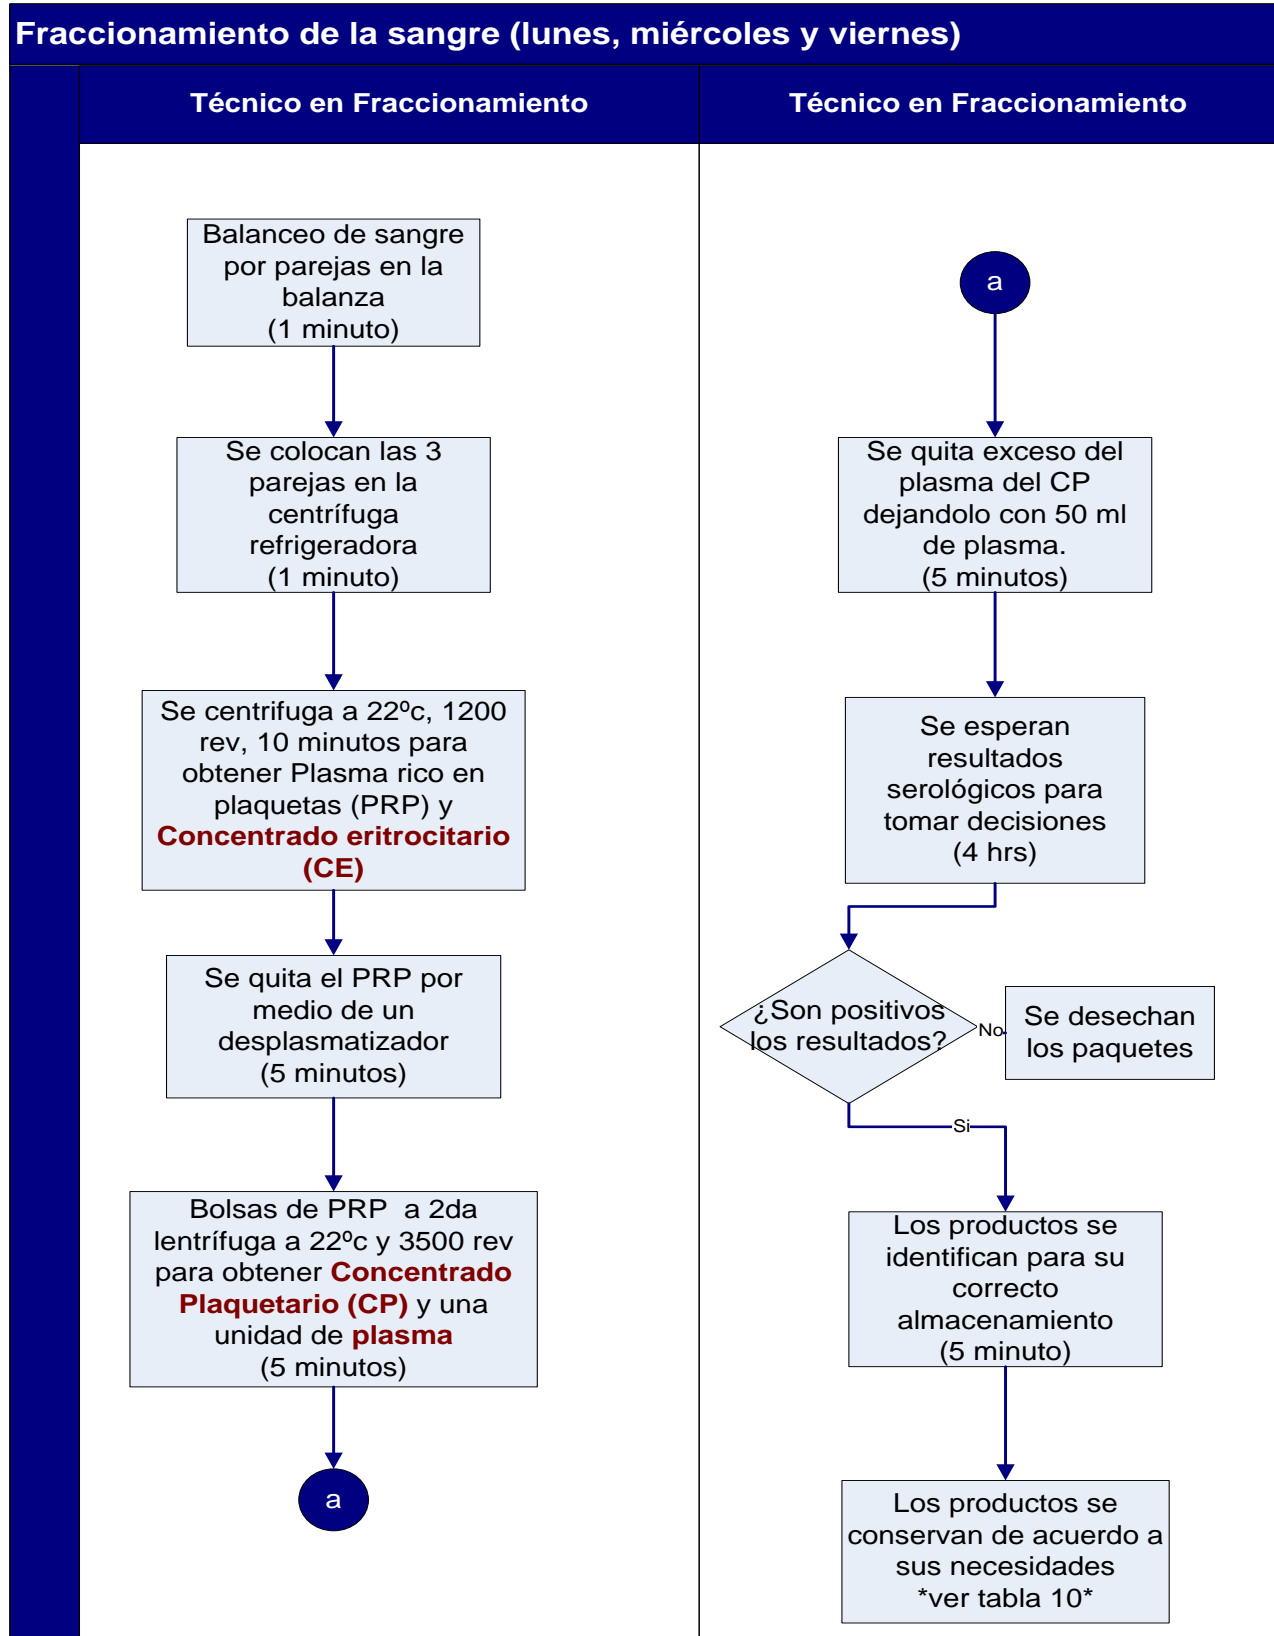 Fraccionamiento de la sangre (lunes, miércoles y viernes)
Técnico en Fraccionamiento
Técnico en Fraccionamiento
Balanceo de sangre
por parejas en la
balanza
(1 minuto)
Se colocan las 3
parejas en la
centrífuga
refrigeradora
(1 minuto)
Se centrifuga a 22ºc, 1200
rev, 10 minutos para
obtener Plasma rico en
plaquetas (PRP) y
Concentrado eritrocitario
(CE)
Se quita el PRP por
medio de un
desplasmatizador
(5 minutos)
Bolsas de PRP a 2da
lentrífuga a 22ºc y 3500 rev
para obtener Concentrado
Plaquetario (CP) y una
unidad de plasma
(5 minutos)
a
a
Se quita exceso del
plasma del CP
dejandolo con 50 ml
de plasma.
(5 minutos)
Se esperan
resultados
serológicos para
tomar decisiones
(4 hrs)
¿Son positivos
los resultados?
No
Se desechan
los paquetes
Si
Los productos se
identifican para su
correcto
almacenamiento
(5 minuto)
Los productos se
conservan de acuerdo a
sus necesidades
*ver tabla 10*